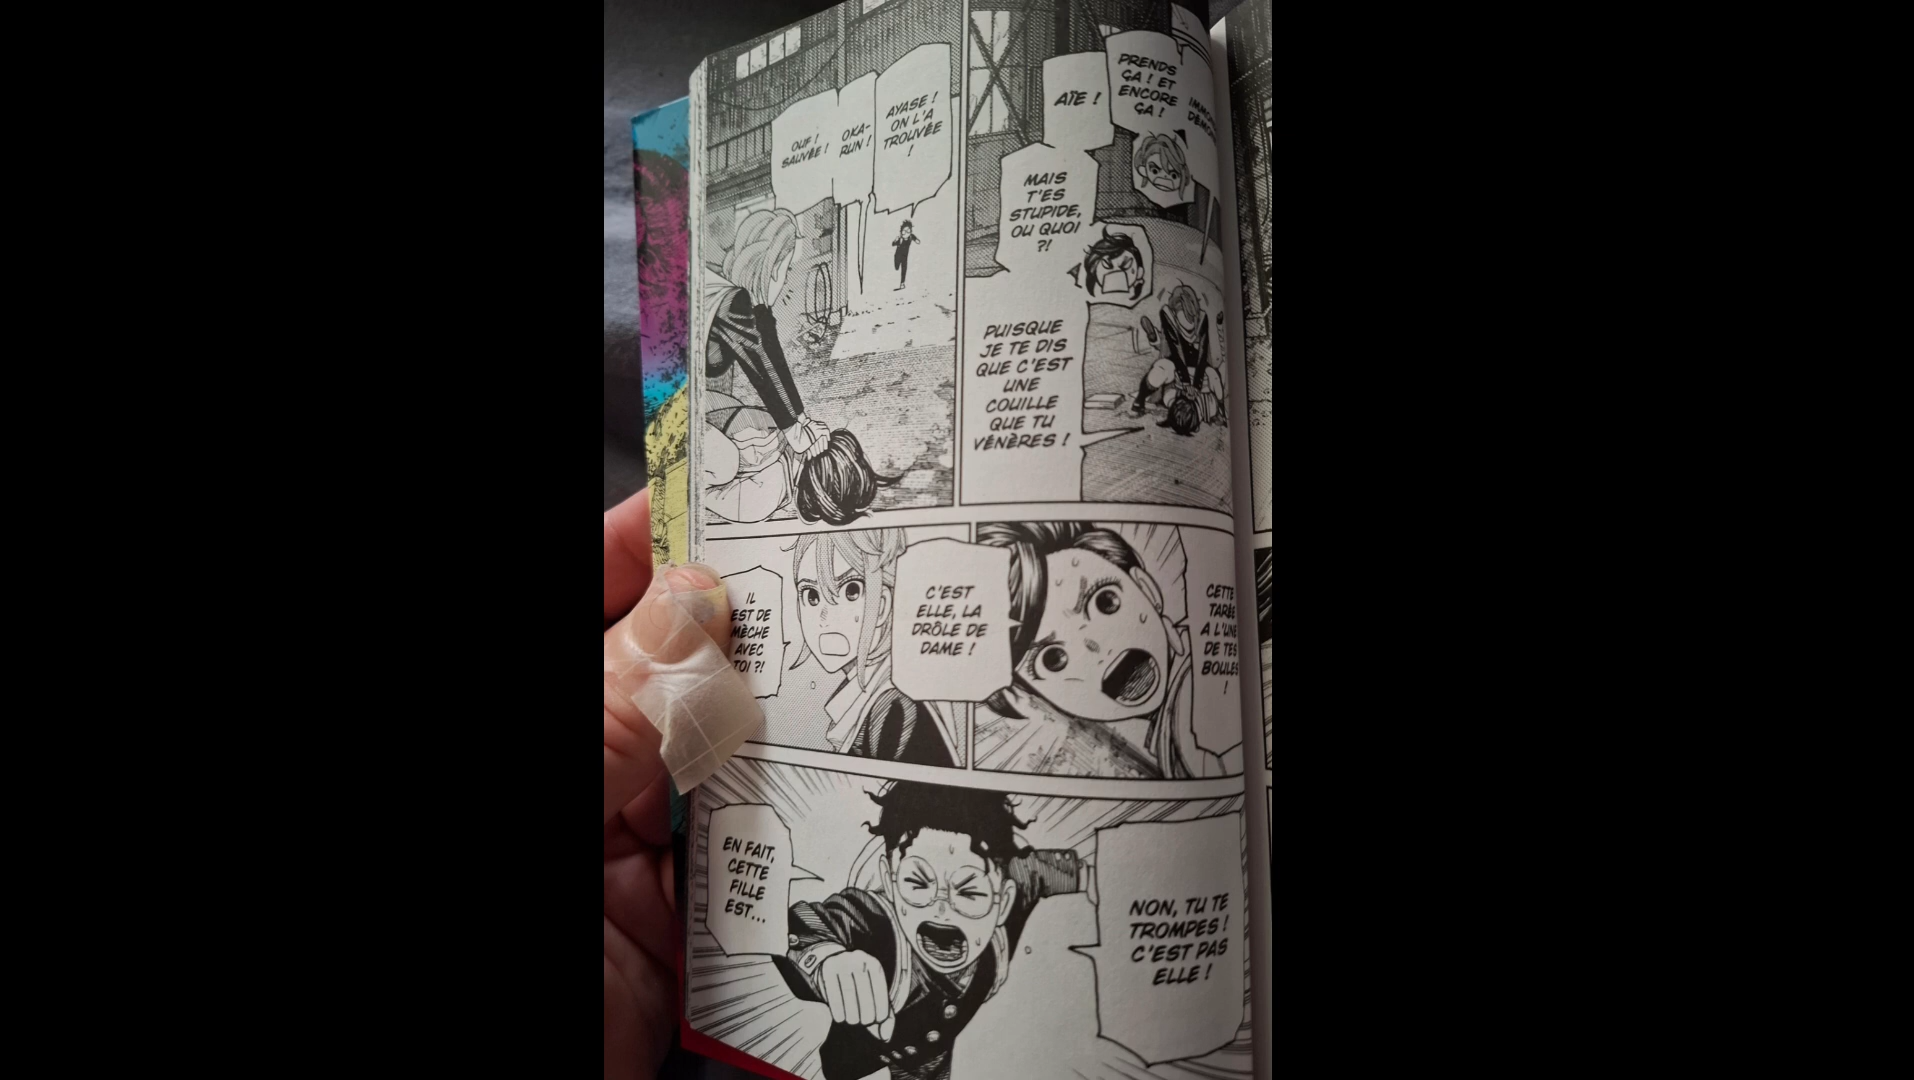 PRENDS
ÇA ! ET
ENCORE
ÇA !
AÏE !
MAIS
T'ES
STUPIDE,
OU QUOI
?!
PUISQUE
JE TE DIS
QUE C'EST
UNE
COUILLE
QUE TU
VÉNÈRES !
AYASE !
ON L'A
TROUVÉE
!
OKA-
RUN !
OUF !
SAUVÉE !
CETTE
TARÉE
A L'UNE
DE TES
BOULES
!
C'EST
ELLE, LA
DRÔLE DE
DAME !
IL
EST DE
MÈCHE
AVEC
TOI ?!
NON, TU TE
TROMPES !
C'EST PAS
ELLE !
EN FAIT,
CETTE
FILLE
EST...